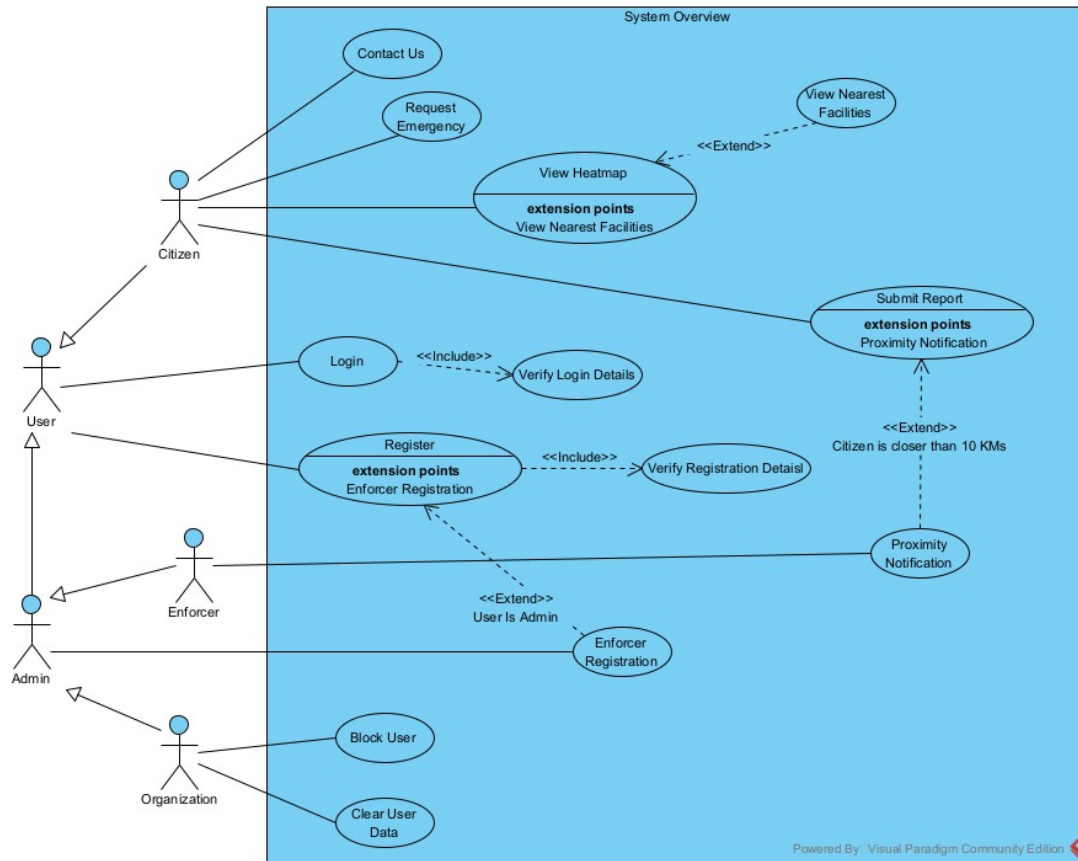 System Overview
Contact Us
Request
Emergency
View Nearest
Facilities
<<Extend>>
View Heatmap
extension points
View Nearest Facilities
Citizen
Submit Report
extension points
Proximity Notification
Login
<<Include>>
Verify Login Details
User
<<Extend>>
Citizen is closer than 10 KMs
Register
extension points
Enforcer Registration
<<Include>>
Verify Registration Detaisl
Proximity
Notification
Enforcer
<<Extend>>
User Is Admin
Enforcer
Registration
Admin
Block User
Organization
Clear User
Data
Powered By Visual Paradigm Community Edition